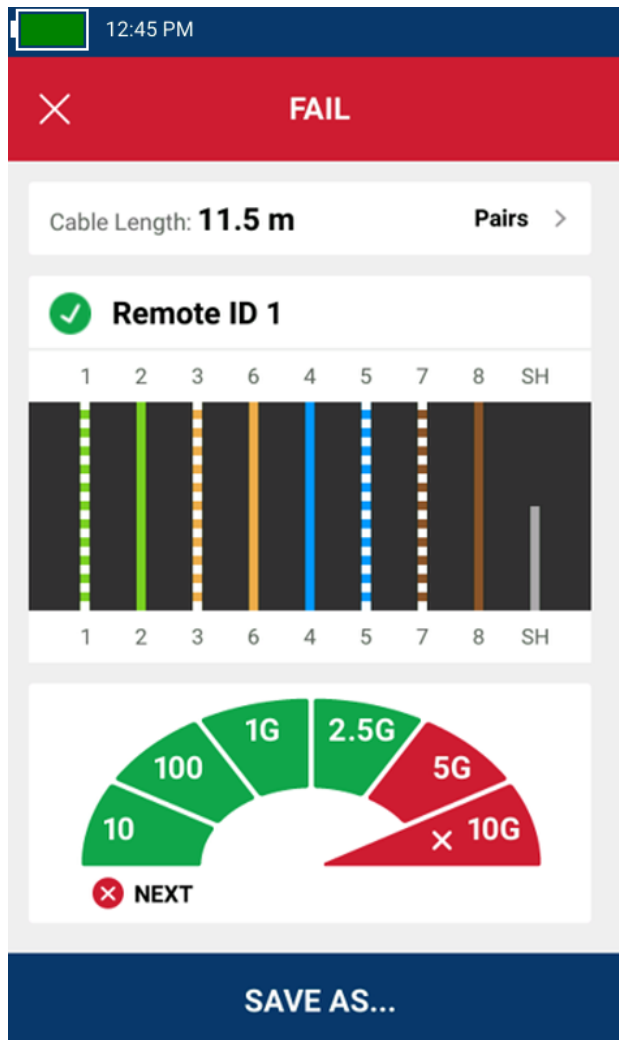 12:45 PM
FAIL
Cable Length: 11.5 m Pairs >
Remote ID 1
1 2 3 6 4 5 7 8 SH
1 2 3 6 4 5 7 8 SH
10 100 1G 2.5G 5G 10G
NEXT
SAVE AS...